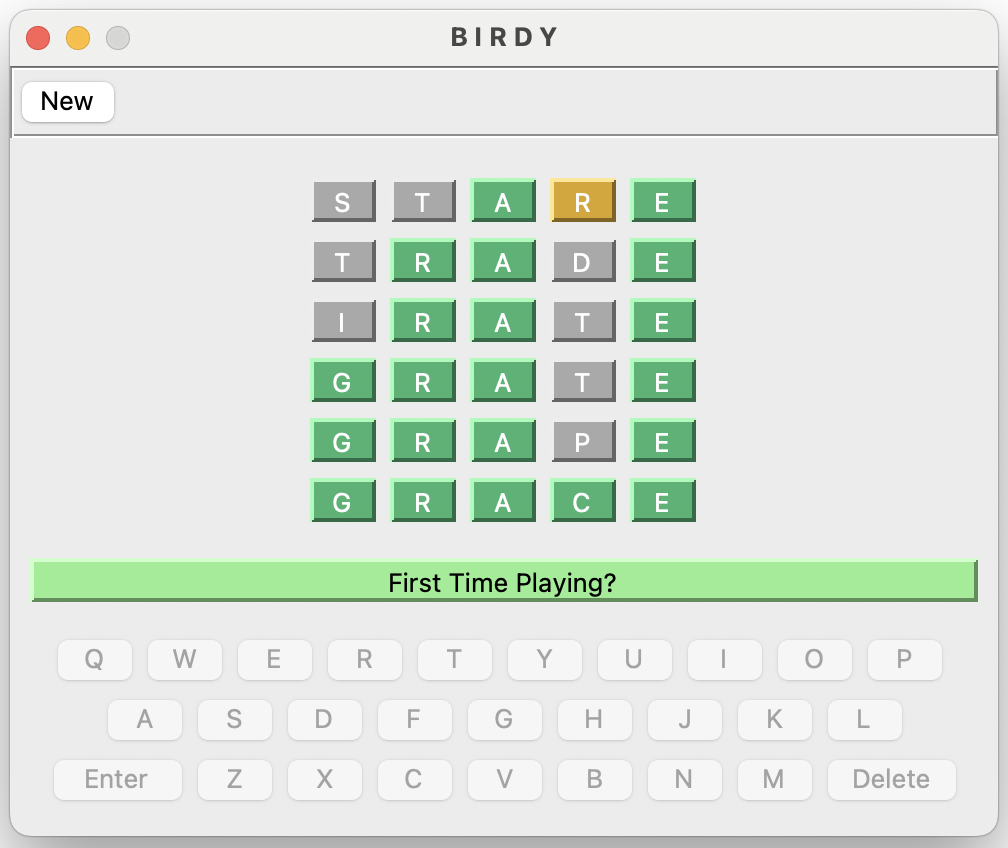 BIRDY
New
S T A R E
T R A D E
I R A T E
G R A T E
G R A P E
G R A C E
First Time Playing?
Q W E R T Y U I O P
A S D F G H J K L
Enter Z X C V B N M Delete